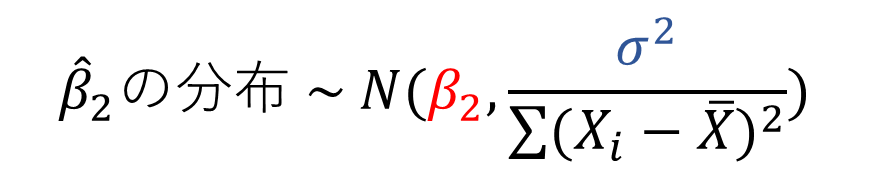 β̂₂の分布 ~ N(β₂, σ²/∑(Xᵢ − X̄)²)